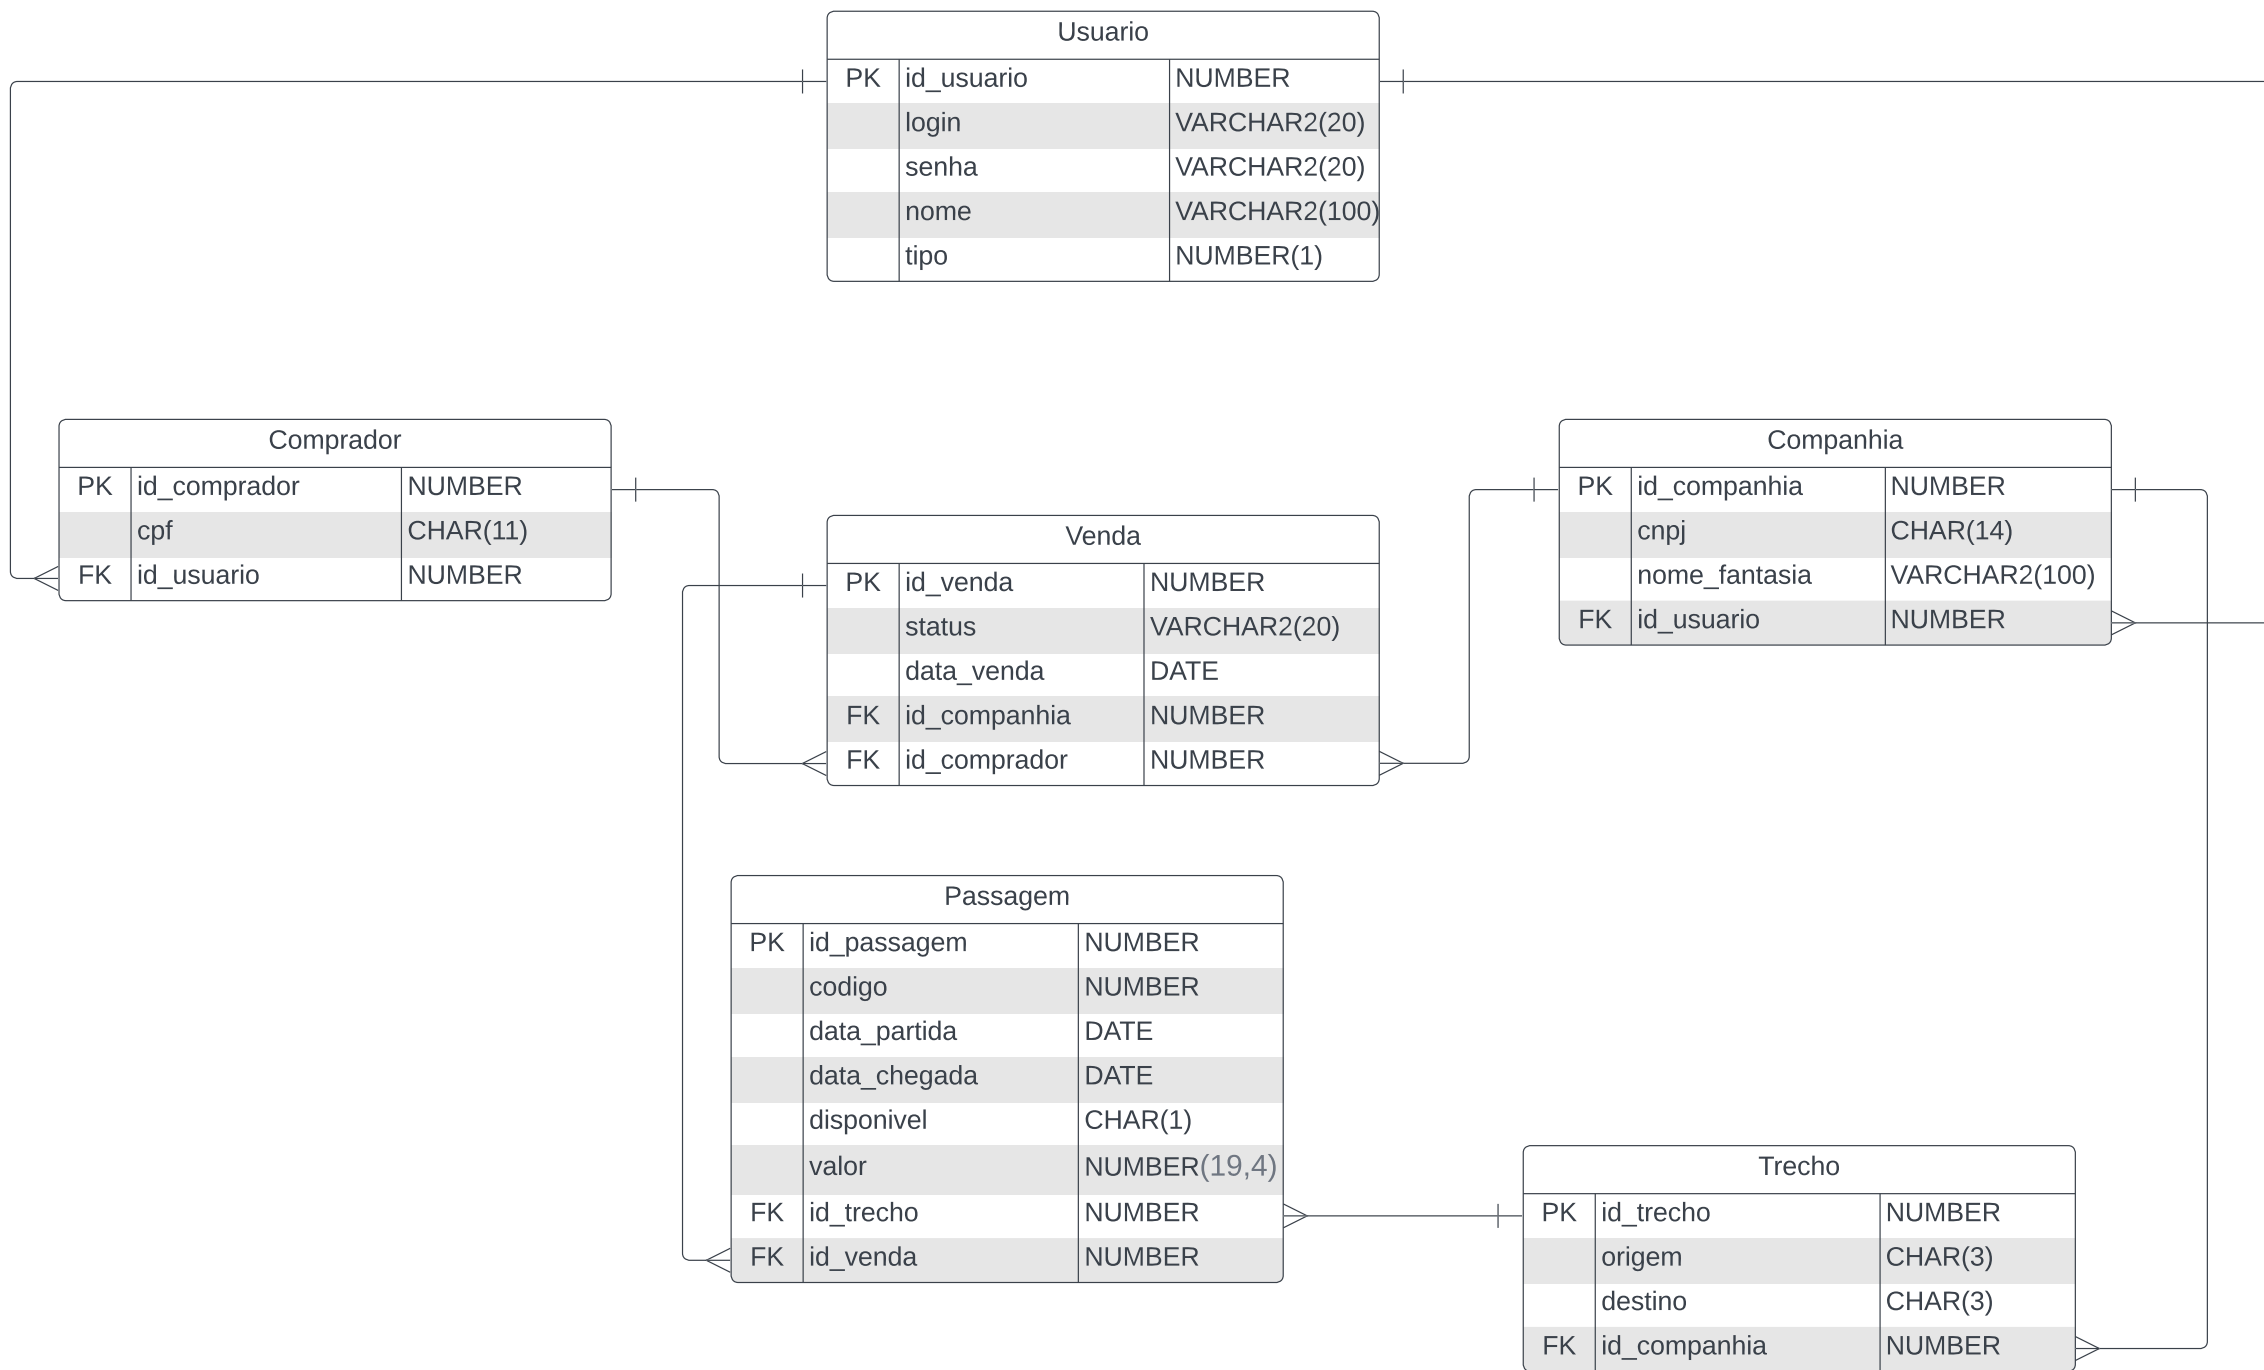 Usuario
PK id_usuario NUMBER
login VARCHAR2(20)
senha VARCHAR2(20)
nome VARCHAR2(100)
tipo NUMBER(1)
Comprador
PK id_comprador NUMBER
cpf CHAR(11)
FK id_usuario NUMBER
Venda
PK id_venda NUMBER
status VARCHAR2(20)
data_venda DATE
FK id_companhia NUMBER
FK id_comprador NUMBER
Companhia
PK id_companhia NUMBER
cnpj CHAR(14)
nome_fantasia VARCHAR2(100)
FK id_usuario NUMBER
Passagem
PK id_passagem NUMBER
codigo NUMBER
data_partida DATE
data_chegada DATE
disponivel CHAR(1)
valor NUMBER(19,4)
FK id_trecho NUMBER
FK id_venda NUMBER
Trecho
PK id_trecho NUMBER
origem CHAR(3)
destino CHAR(3)
FK id_companhia NUMBER